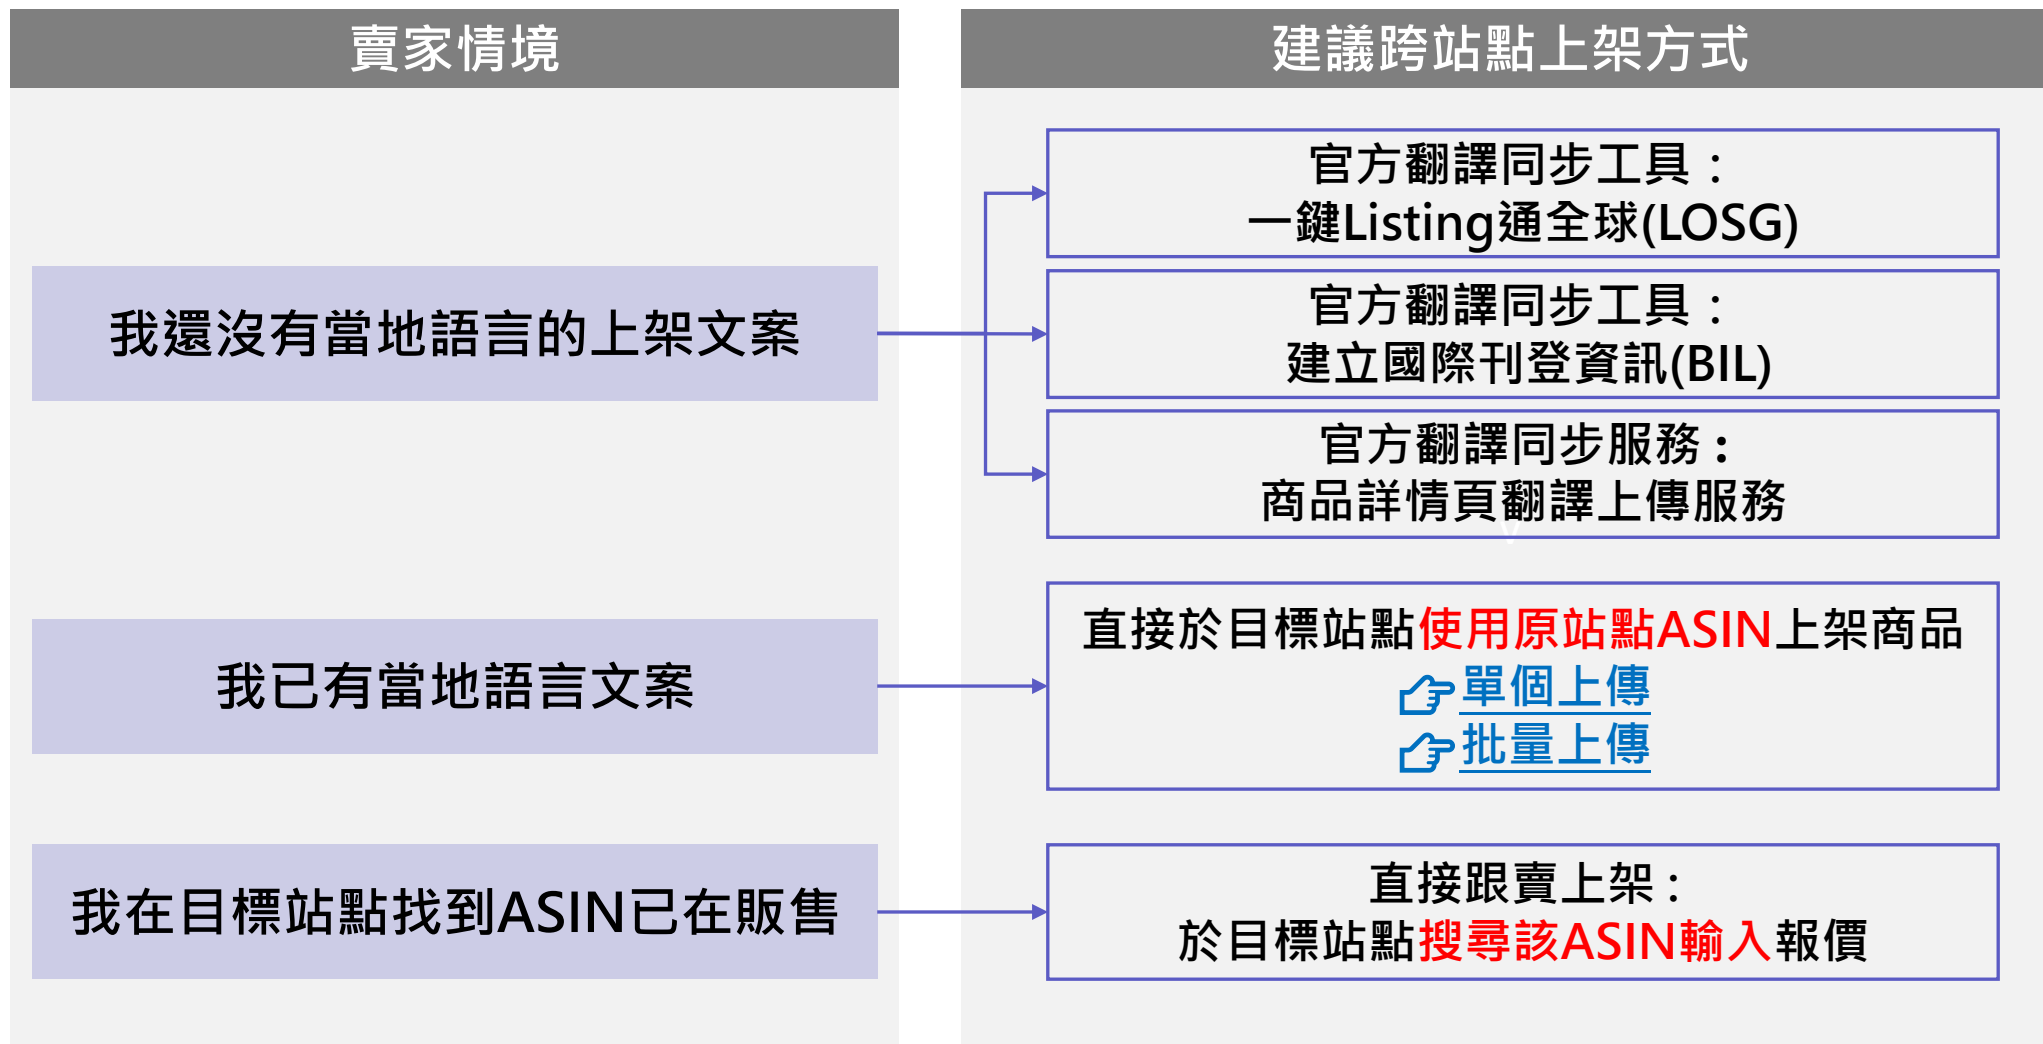 賣家情境
建議跨站點上架方式
我還沒有當地語言的上架文案
官方翻譯同步工具：
一鍵Listing通全球(LOSG)
官方翻譯同步工具：
建立國際刊登資訊(BIL)
官方翻譯同步服務：
商品詳情頁翻譯上傳服務
我已有當地語言文案
直接於目標站點使用原站點ASIN上架商品
單個上傳
批量上傳
我在目標站點找到ASIN已在販售
直接跟賣上架：
於目標站點搜尋該ASIN輸入報價